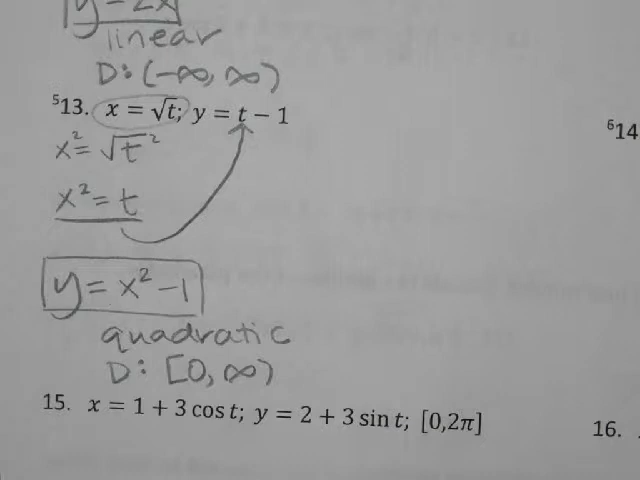 y = 2x
linear
D: (-∞, ∞)
⁵13. x = √t; y = t − 1
x² = √t²
x² = t
y = x² − 1
quadratic
D: [0, ∞)
⁶14
15. x = 1 + 3 cos t; y = 2 + 3 sin t; [0,2π]
16.